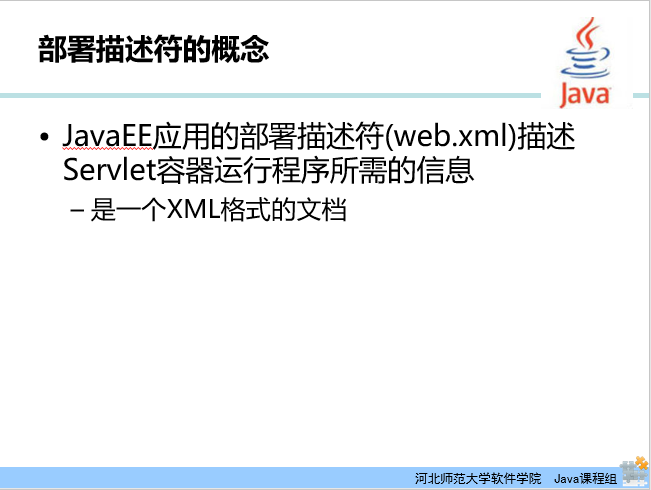 部署描述符的概念
Java
• JavaEE应用的部署描述符(web.xml)描述
Servlet容器运行程序所需的信息
– 是一个XML格式的文档
河北师范大学软件学院 Java课程组